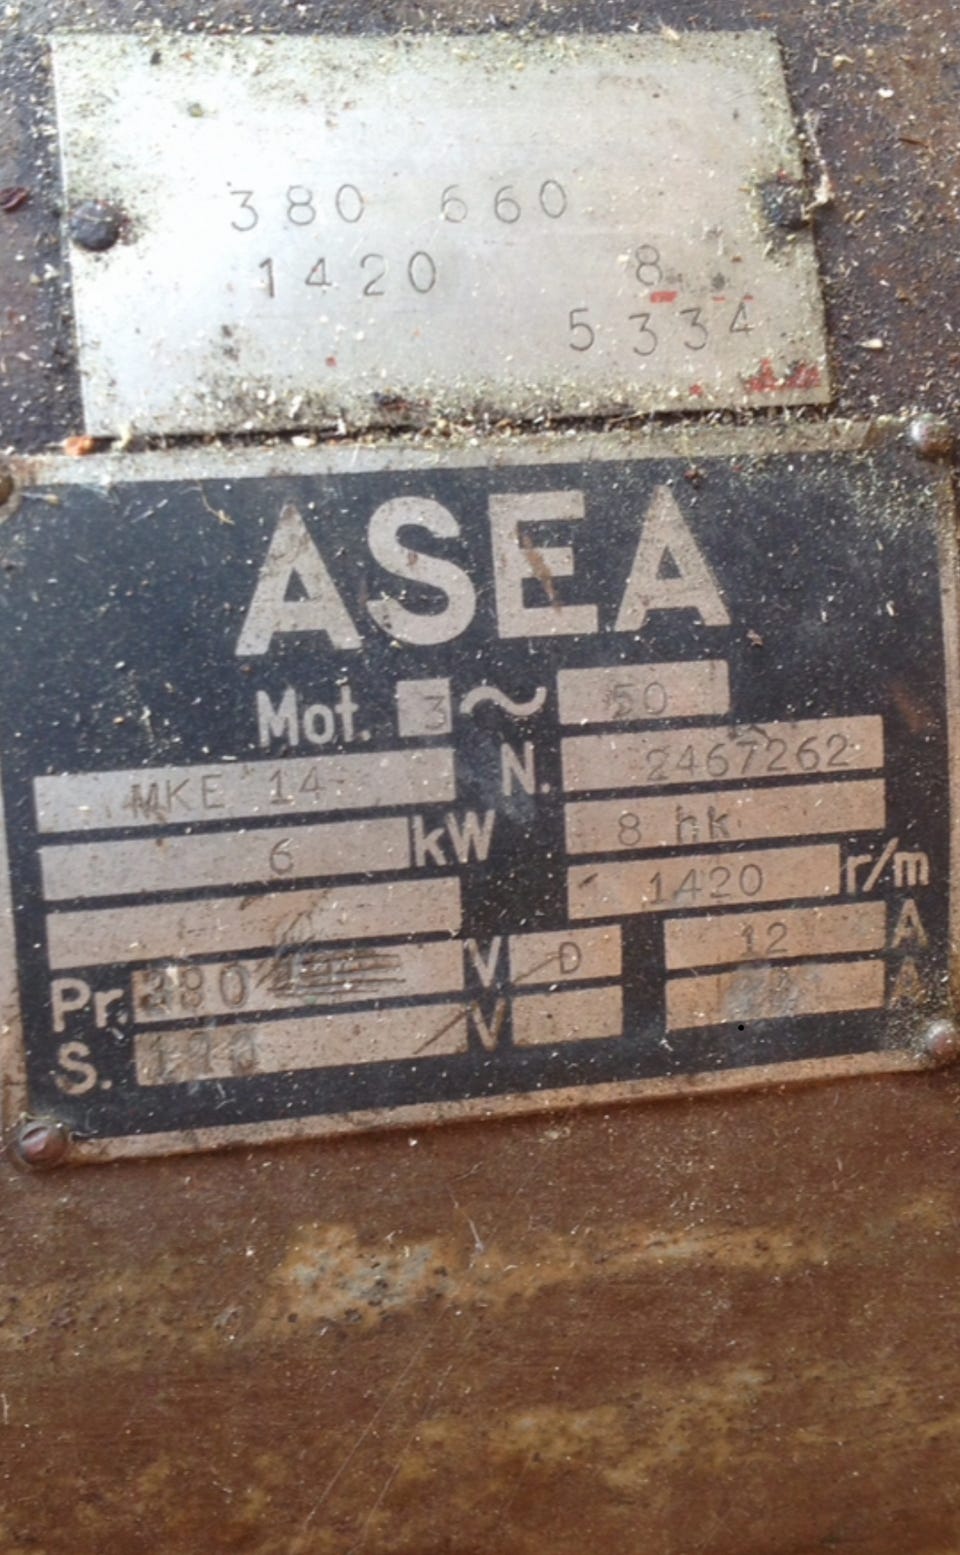 380 660
1420 8
5334
ASEA
Mot. 3~ 50
MKE 14 N. 2467262
6 kW 8 hk
1420 r/m
Pr. 380 V D 12 A
S. V A